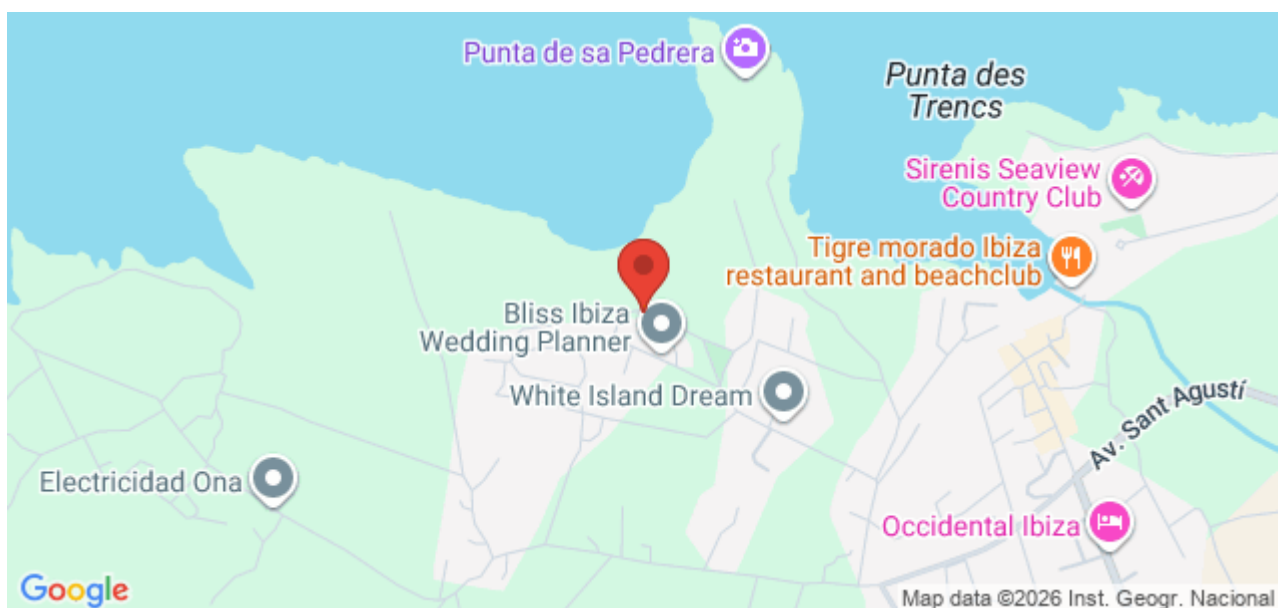 Punta de sa Pedrera
Punta des
Trencs
Sirenis Seaview
Country Club
Tigre morado Ibiza
restaurant and beachclub
Bliss Ibiza
Wedding Planner
White Island Dream
Av. Sant Agustí
Electricidad Ona
Occidental Ibiza
Google
Map data ©2026 Inst. Geogr. Nacional